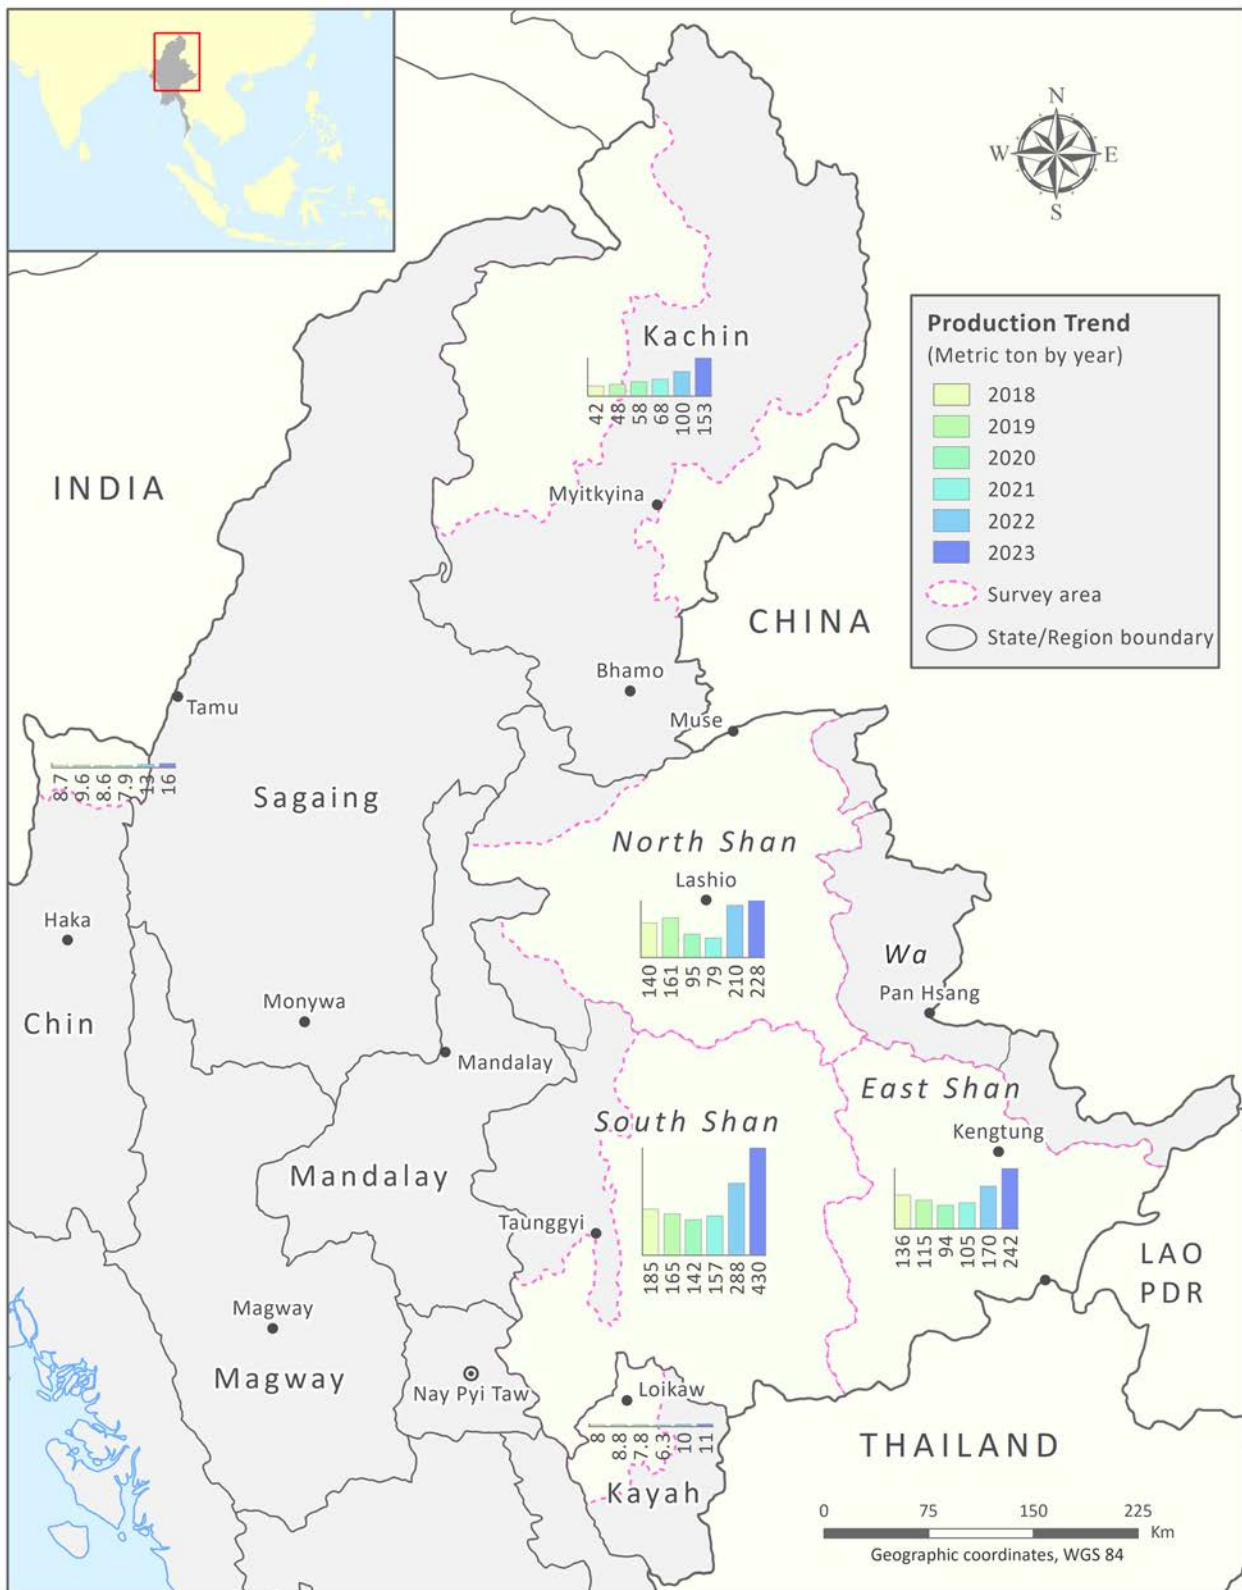 N
W
E
S
Production Trend
(Metric ton by year)
2018
2019
2020
2021
2022
2023
Survey area
State/Region boundary
Kachin
42
48
58
68
100
153
Myitkyina
INDIA
CHINA
Bhamo
Tamu
Muse
8.7
9.6
8.6
7.9
13
16
Sagaing
North Shan
Lashio
140
161
95
79
210
228
Haka
Wa
Pan Hsang
Chin
Monywa
Mandalay
East Shan
Kengtung
136
115
94
105
170
242
South Shan
185
165
142
157
288
430
Mandalay
Taunggyi
LAO
PDR
Magway
Magway
Nay Pyi Taw
Loikaw
8
8.8
7.8
6.3
10
11
Kayah
THAILAND
0 75 150 225
Km
Geographic coordinates, WGS 84